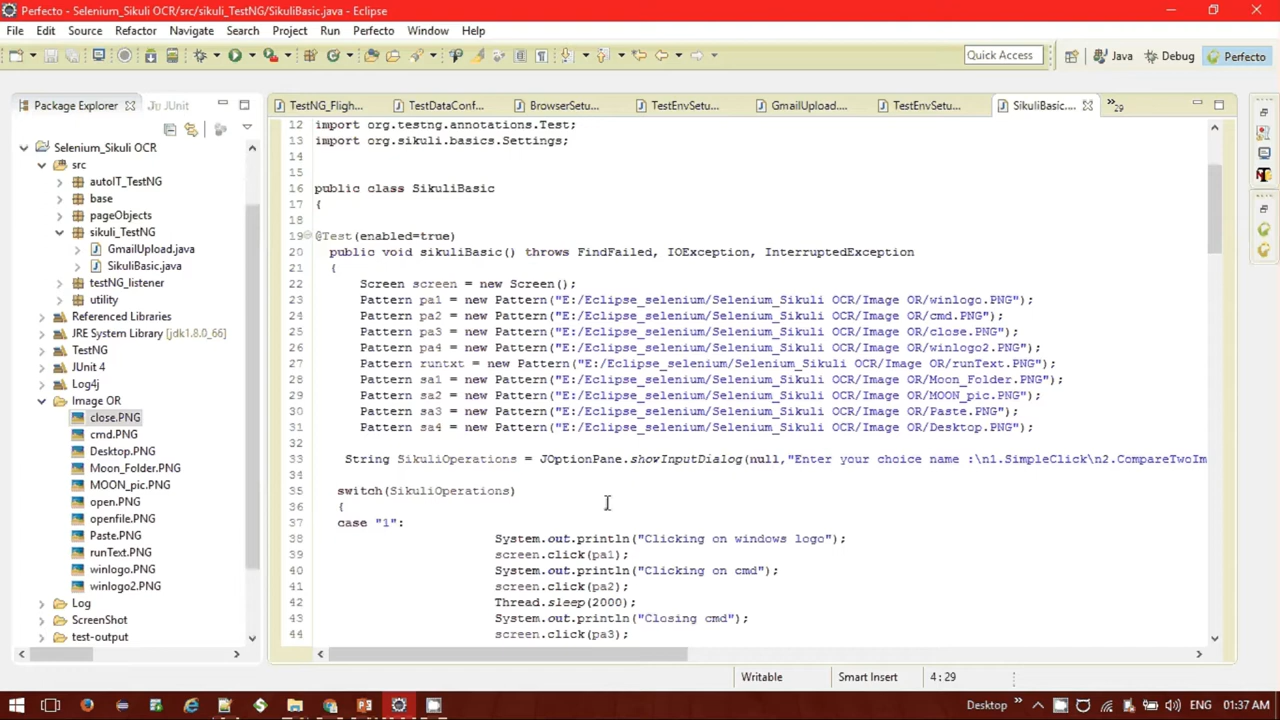 Perfecto - Selenium_Sikuli OCR/src/sikuli_TestNG/SikuliBasic.java - Eclipse
File Edit Source Refactor Navigate Search Project Run Perfecto Window Help
Quick Access
Java
Debug
Perfecto
Package Explorer
JUnit
Selenium_Sikuli OCR
src
autoIT_TestNG
base
pageObjects
sikuli_TestNG
GmailUpload.java
SikuliBasic.java
testNG_listener
utility
Referenced Libraries
JRE System Library [jdk1.8.0_66]
TestNG
JUnit 4
Log4j
Image OR
close.PNG
cmd.PNG
Desktop.PNG
Moon_Folder.PNG
MOON_pic.PNG
open.PNG
openfile.PNG
Paste.PNG
runText.PNG
winlogo.PNG
winlogo2.PNG
Log
ScreenShot
test-output
TestNG_Fligh... TestDataConf... BrowserSetu... TestEnvSetu... GmailUpload.... TestEnvSetu... SikuliBasic.... »29
12 import org.testng.annotations.Test;
13 import org.sikuli.basics.Settings;
14
15
16 public class SikuliBasic
17 {
18
19 @Test(enabled=true)
20 public void sikuliBasic() throws FindFailed, IOException, InterruptedException
21 {
22 Screen screen = new Screen();
23 Pattern pa1 = new Pattern("E:/Eclipse_selenium/Selenium_Sikuli OCR/Image OR/winlogo.PNG");
24 Pattern pa2 = new Pattern("E:/Eclipse_selenium/Selenium_Sikuli OCR/Image OR/cmd.PNG");
25 Pattern pa3 = new Pattern("E:/Eclipse_selenium/Selenium_Sikuli OCR/Image OR/close.PNG");
26 Pattern pa4 = new Pattern("E:/Eclipse_selenium/Selenium_Sikuli OCR/Image OR/winlogo2.PNG");
27 Pattern runtxt = new Pattern("E:/Eclipse_selenium/Selenium_Sikuli OCR/Image OR/runText.PNG");
28 Pattern sa1 = new Pattern("E:/Eclipse_selenium/Selenium_Sikuli OCR/Image OR/Moon_Folder.PNG");
29 Pattern sa2 = new Pattern("E:/Eclipse_selenium/Selenium_Sikuli OCR/Image OR/MOON_pic.PNG");
30 Pattern sa3 = new Pattern("E:/Eclipse_selenium/Selenium_Sikuli OCR/Image OR/Paste.PNG");
31 Pattern sa4 = new Pattern("E:/Eclipse_selenium/Selenium_Sikuli OCR/Image OR/Desktop.PNG");
32
33 String SikuliOperations = JOptionPane.showInputDialog(null,"Enter your choice name :\n1.SimpleClick\n2.CompareTwoIm
34
35 switch(SikuliOperations)
36 {
37 case "1":
38 System.out.println("Clicking on windows logo");
39 screen.click(pa1);
40 System.out.println("Clicking on cmd");
41 screen.click(pa2);
42 Thread.sleep(2000);
43 System.out.println("Closing cmd");
44 screen.click(pa3);
Writable Smart Insert 4 : 29
Desktop » ENG 01:37 AM